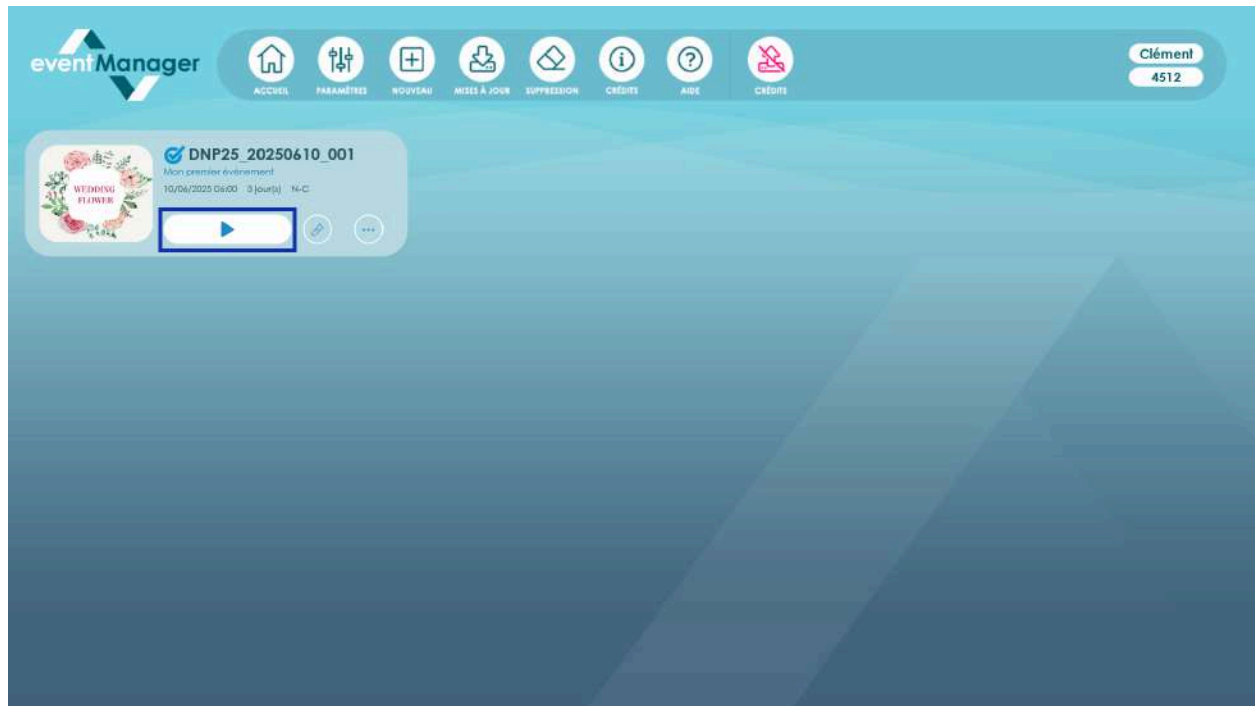 eventManager
ACCUEIL
PARAMÈTRES
NOUVEAU
MISES À JOUR
SUPPRESSION
CRÉDITS
AIDE
CRÉDITS
Clément
4512
WEDDING
FLOWER
DNP25_20250610_001
Mon premier événement
10/06/2025 06:00 3 jour(s) N-C